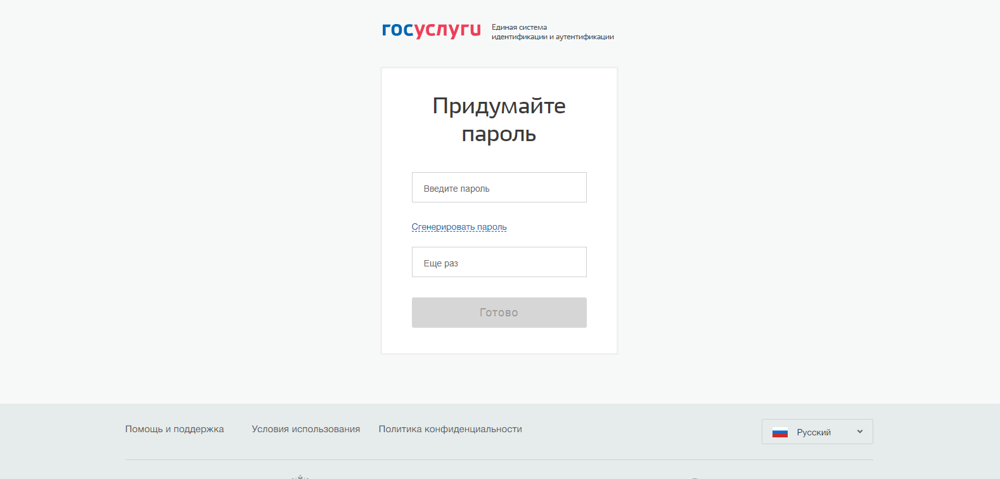 госуслуги
Единая система
идентификации и аутентификации
Придумайте
пароль
Введите пароль
Сгенерировать пароль
Еще раз
Готово
Помощь и поддержка
Условия использования
Политика конфиденциальности
Русский